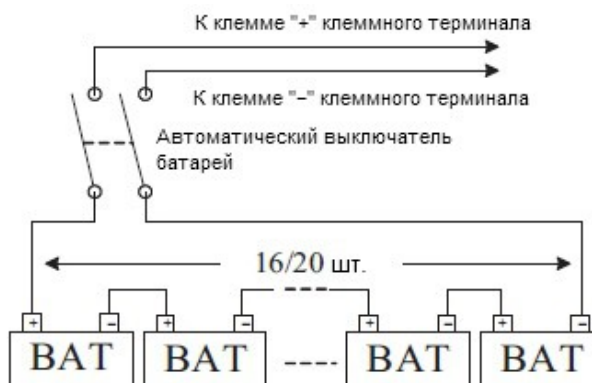 К клемме "+" клеммного терминала
К клемме "–" клеммного терминала
Автоматический выключатель
батарей
16/20 шт.
+ – + – + – + –
BAT BAT BAT BAT